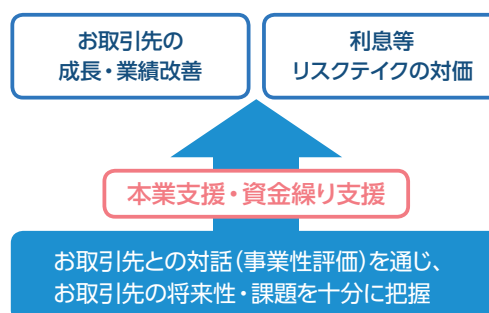 お取引先の
成長・業績改善
利息等
リスクテイクの対価
本業支援・資金繰り支援
お取引先との対話(事業性評価)を通じ、
お取引先の将来性・課題を十分に把握